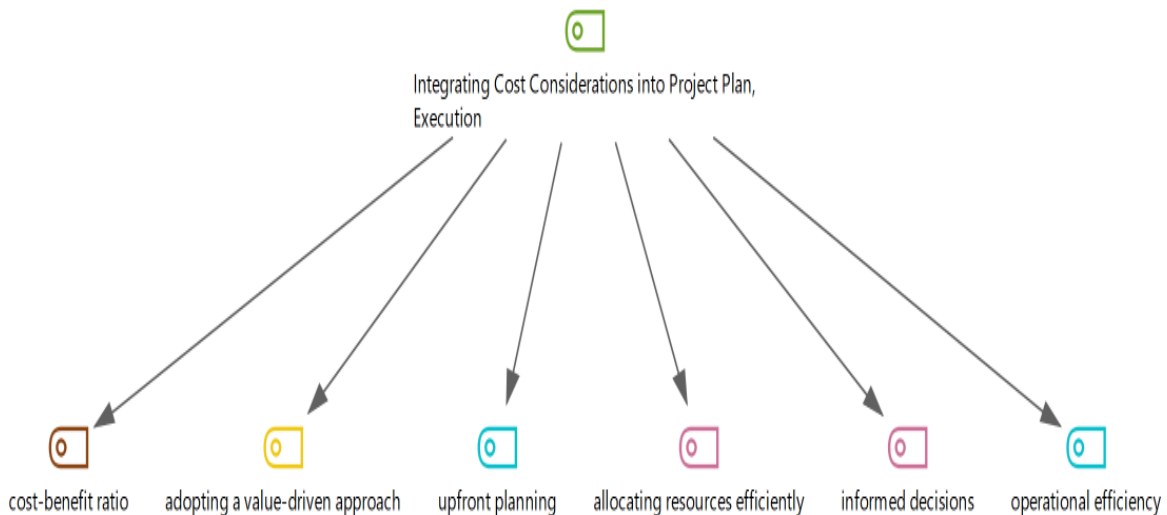 Integrating Cost Considerations into Project Plan,
Execution
cost-benefit ratio
adopting a value-driven approach
upfront planning
allocating resources efficiently
informed decisions
operational efficiency